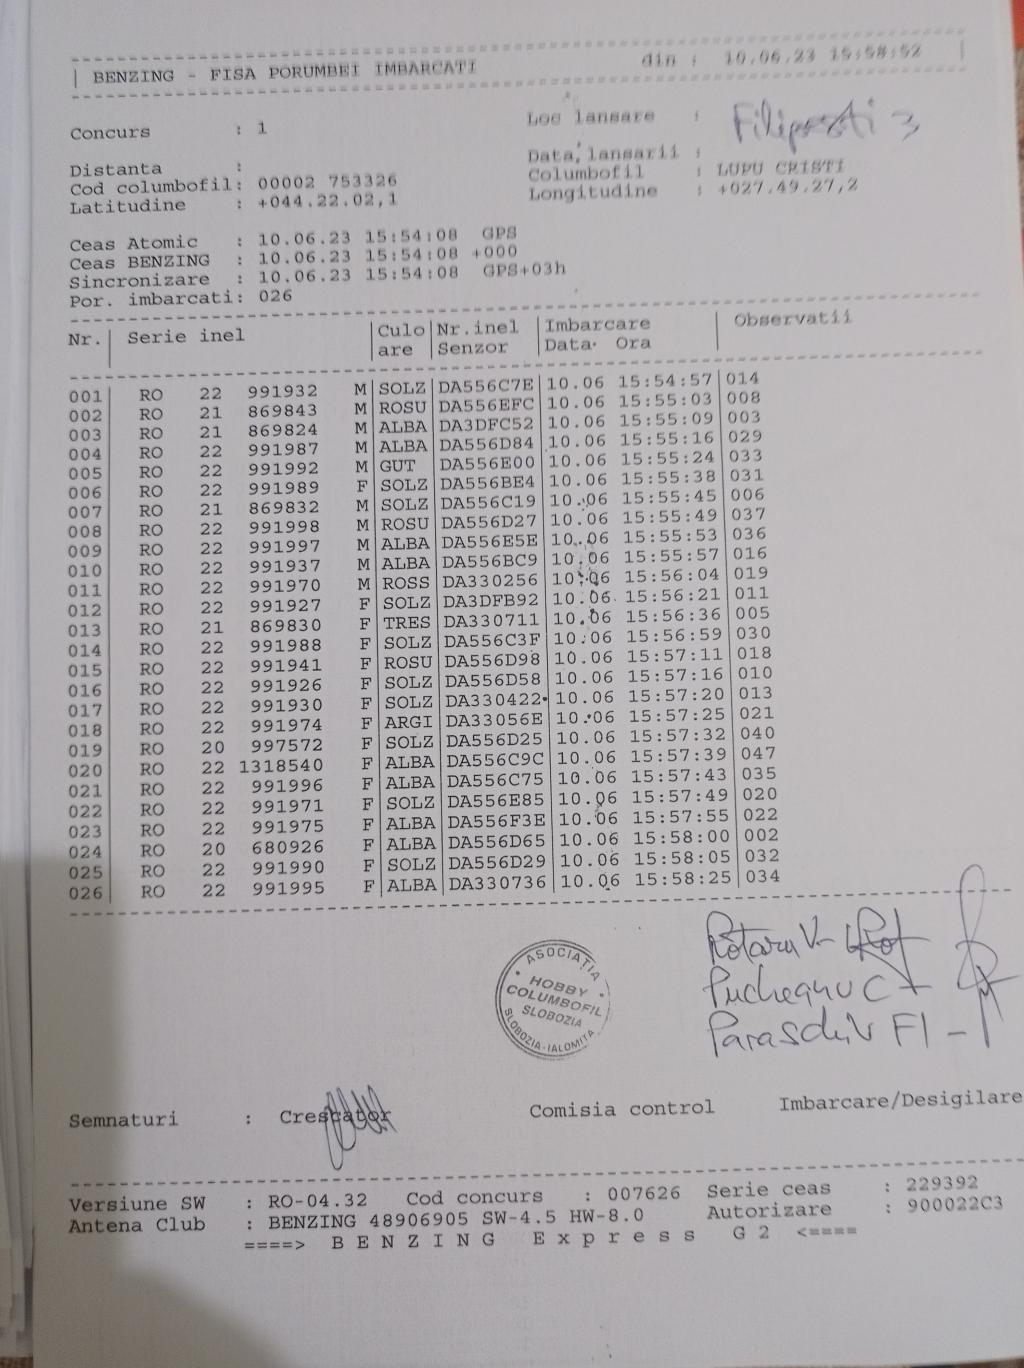 BENZING - FISA PORUMBEI IMBARCATI din : 10.06.23 15:58:52
Concurs : 1 Loc lansare : Filipesti 3
Distanta : Data lansarii :
Cod columbofil: 00002 753326 Columbofil : LUPU CRISTI
Latitudine : +044.22.02,1 Longitudine : +027.49.27,2
Ceas Atomic : 10.06.23 15:54:08 GPS
Ceas BENZING : 10.06.23 15:54:08 +000
Sincronizare : 10.06.23 15:54:08 GPS+03h
Por. imbarcati: 026
Nr. Serie inel Culo Nr.inel Imbarcare Observatii
are Senzor Data Ora
001 RO 22 991932 M SOLZ DA556C7E 10.06 15:54:57 014
002 RO 21 869843 M ROSU DA556EFC 10.06 15:55:03 008
003 RO 21 869824 M ALBA DA3DFC52 10.06 15:55:09 003
004 RO 22 991987 M ALBA DA556D84 10.06 15:55:16 029
005 RO 22 991992 M GUT DA556E00 10.06 15:55:24 033
006 RO 22 991989 F SOLZ DA556BE4 10.06 15:55:38 031
007 RO 21 869832 M SOLZ DA556C19 10.06 15:55:45 006
008 RO 22 991998 M ROSU DA556D27 10.06 15:55:49 037
009 RO 22 991997 M ALBA DA556E5E 10.06 15:55:53 036
010 RO 22 991937 M ALBA DA556BC9 10.06 15:55:57 016
011 RO 22 991970 M ROSS DA330256 10.06 15:56:04 019
012 RO 22 991927 F SOLZ DA3DFB92 10.06 15:56:21 011
013 RO 21 869830 F TRES DA330711 10.06 15:56:36 005
014 RO 22 991988 F SOLZ DA556C3F 10.06 15:56:59 030
015 RO 22 991941 F ROSU DA556D98 10.06 15:57:11 018
016 RO 22 991926 F SOLZ DA556D58 10.06 15:57:16 010
017 RO 22 991930 F SOLZ DA330422 10.06 15:57:20 013
018 RO 22 991974 F ARGI DA33056E 10.06 15:57:25 021
019 RO 20 997572 F SOLZ DA556D25 10.06 15:57:32 040
020 RO 22 1318540 F ALBA DA556C9C 10.06 15:57:39 047
021 RO 22 991996 F ALBA DA556C75 10.06 15:57:43 035
022 RO 22 991971 F SOLZ DA556E85 10.06 15:57:49 020
023 RO 22 991975 F ALBA DA556F3E 10.06 15:57:55 022
024 RO 20 680926 F ALBA DA556D65 10.06 15:58:00 002
025 RO 22 991990 F SOLZ DA556D29 10.06 15:58:05 032
026 RO 22 991995 F ALBA DA330736 10.06 15:58:25 034
ASOCIAȚIA
HOBBY
COLUMBOFIL
SLOBOZIA
SLOBOZIA-IALOMIȚA
Rotaru V-
Pucheanu C
Paraschiv Fl -
Semnaturi : Crescator Comisia control Imbarcare/Desigilare
Versiune SW : RO-04.32 Cod concurs : 007626 Serie ceas : 229392
Antena Club : BENZING 48906905 SW-4.5 HW-8.0 Autorizare : 900022C3
====> B E N Z I N G E x p r e s s G 2 <====